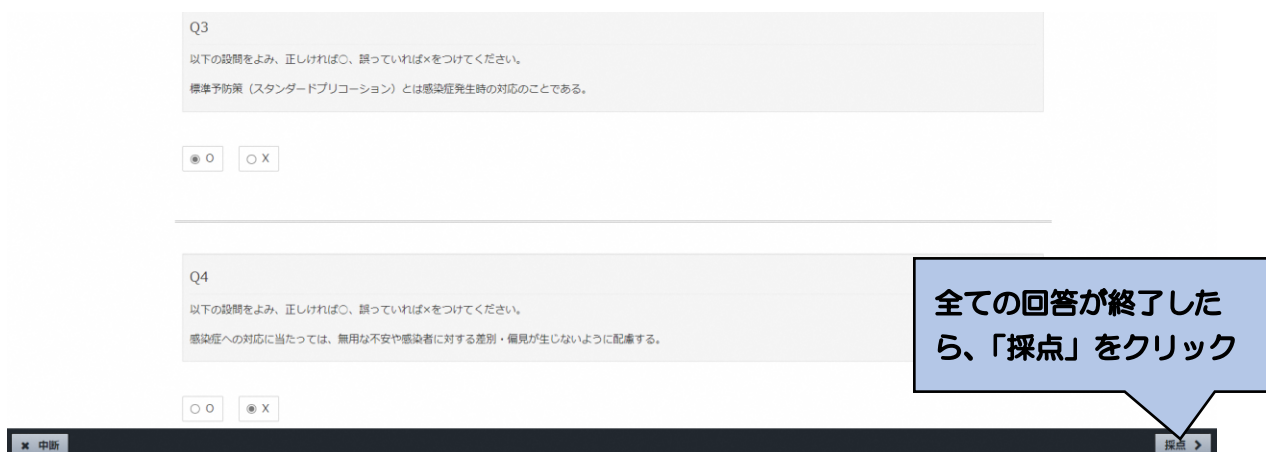 Q3
以下の設問をよみ、正しければ○、誤っていれば×をつけてください。
標準予防策（スタンダードプリコーション）とは感染症発生時の対応のことである。
O X
Q4
以下の設問をよみ、正しければ○、誤っていれば×をつけてください。
感染症への対応に当たっては、無用な不安や感染者に対する差別・偏見が生じないように配慮する。
O X
全ての回答が終了した
ら、「採点」をクリック
✖ 中断
採点 ❯